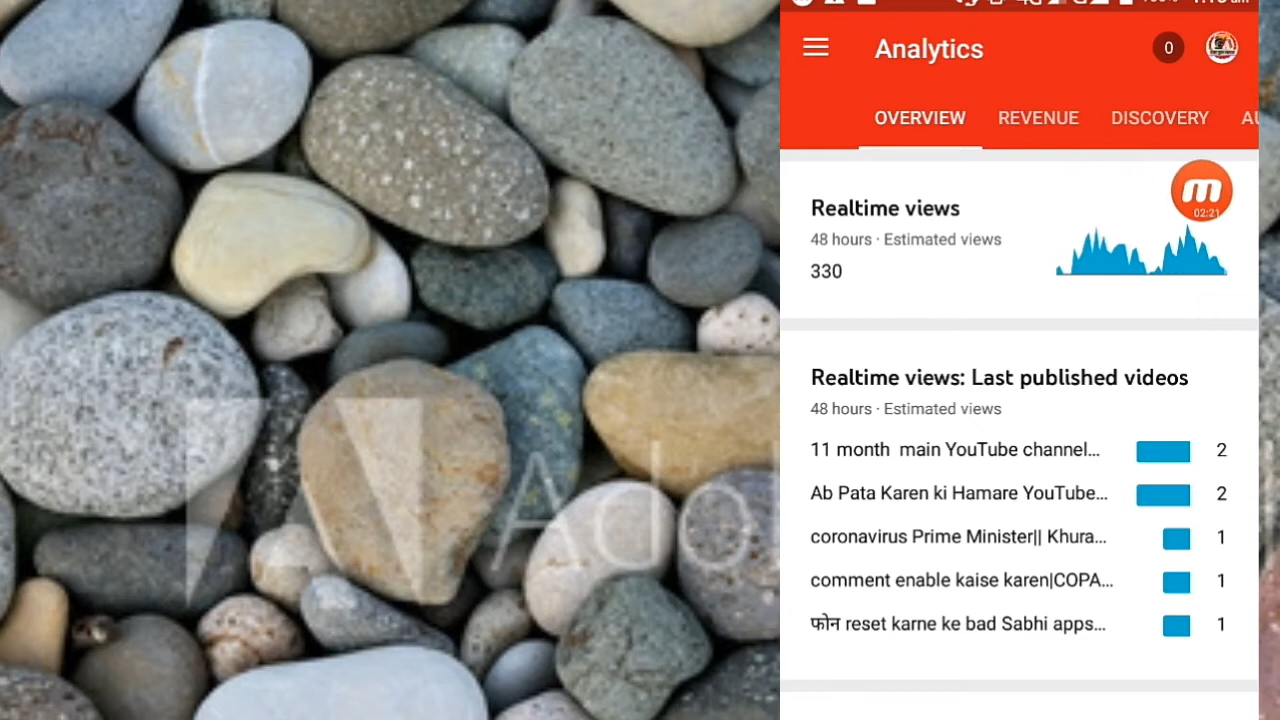 Analytics
0
OVERVIEW REVENUE DISCOVERY
Realtime views
02:21
48 hours · Estimated views
330
Realtime views: Last published videos
48 hours · Estimated views
11 month main YouTube channel... 2
Ab Pata Karen ki Hamare YouTube... 2
coronavirus Prime Minister|| Khura... 1
comment enable kaise karen|COPA... 1
फोन reset karne ke bad Sabhi apps... 1